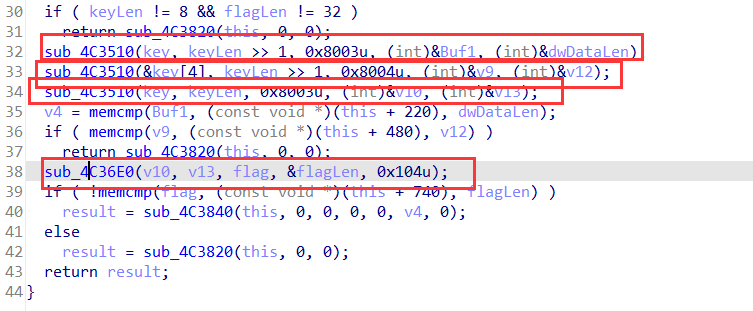 30 if ( keyLen != 8 && flagLen != 32 )
31 return sub_4C3820(this, 0, 0);
32 sub_4C3510(key, keyLen >> 1, 0x8003u, (int)&Buf1, (int)&dwDataLen)
33 sub_4C3510(&key[4], keyLen >> 1, 0x8004u, (int)&v9, (int)&v12);
34 sub_4C3510(key, keyLen, 0x8003u, (int)&v10, (int)&v13);
35 v4 = memcmp(Buf1, (const void *)(this + 220), dwDataLen);
36 if ( memcmp(v9, (const void *)(this + 480), v12) )
37 return sub_4C3820(this, 0, 0);
38 sub_4C36E0(v10, v13, flag, &flagLen, 0x104u);
39 if ( !memcmp(flag, (const void *)(this + 740), flagLen) )
40 result = sub_4C3840(this, 0, 0, 0, 0, v4, 0);
41 else
42 result = sub_4C3820(this, 0, 0);
43 return result;
44 }